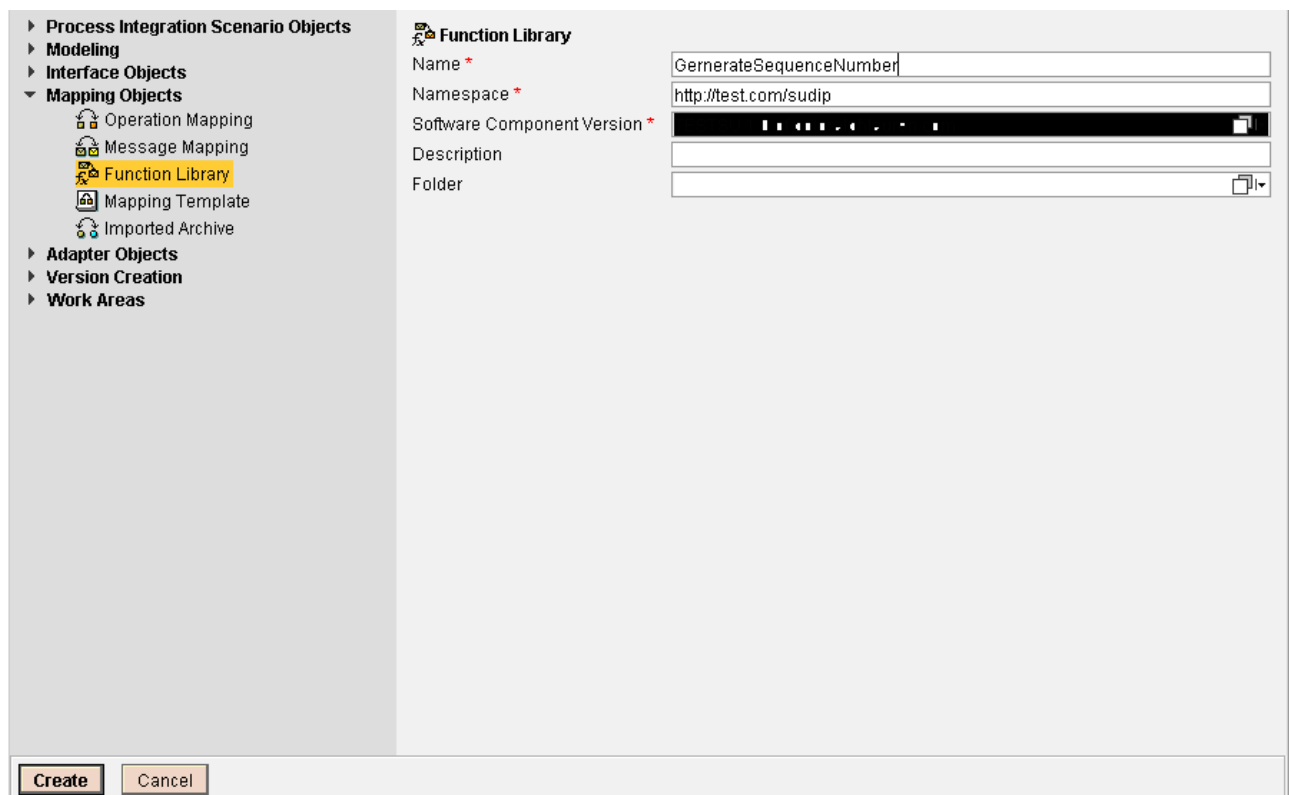 Process Integration Scenario Objects
Modeling
Interface Objects
Mapping Objects
Operation Mapping
Message Mapping
Function Library
Mapping Template
Imported Archive
Adapter Objects
Version Creation
Work Areas
Function Library
Name *
GernerateSequenceNumber
Namespace *
http://test.com/sudip
Software Component Version *
Description
Folder
Create
Cancel